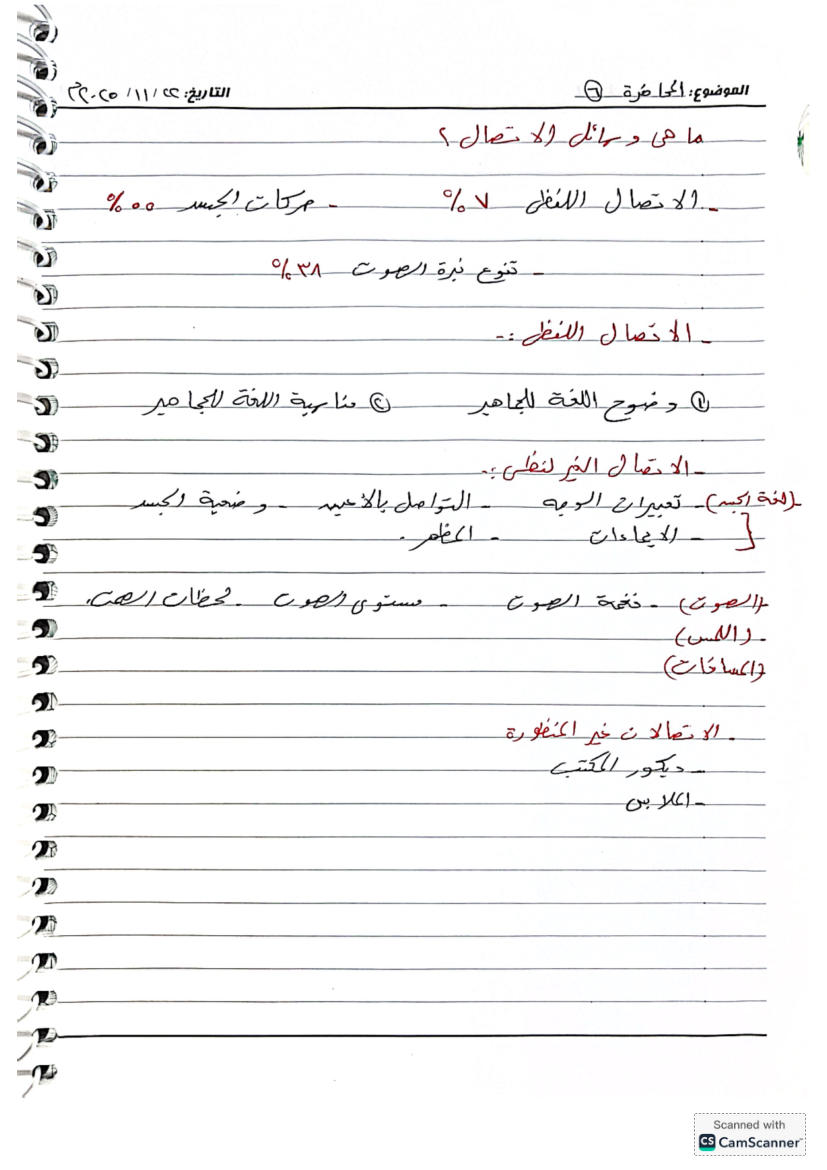 الموضوع: المحاضرة ٦ التاريخ: ٢٢/ ١١/ ٢٠٢٥م
ما هي وسائل الاتصال ؟
- الاتصال اللفظي ٧% - حركات الجسد ٥٥%
- تنوع نبرة الصوت ٣٨%
- الاتصال اللفظي :-
① وضوح اللغة للجماهير ② مناسبة اللغة للجماهير
- الاتصال الغير لفظي :-
- (لغة الجسد) - تعبيرات الوجه - التواصل بالأعين - وضعية الجسد
- الايماءات - المظهر .
- (الصوت) - نغمة الصوت - مستوى الصوت - لحظات الصمت.
- (اللمس)
(المسافات)
- الاتصالات غير المنظورة
- ديكور المكتب
- الملابس
Scanned with
CS CamScanner